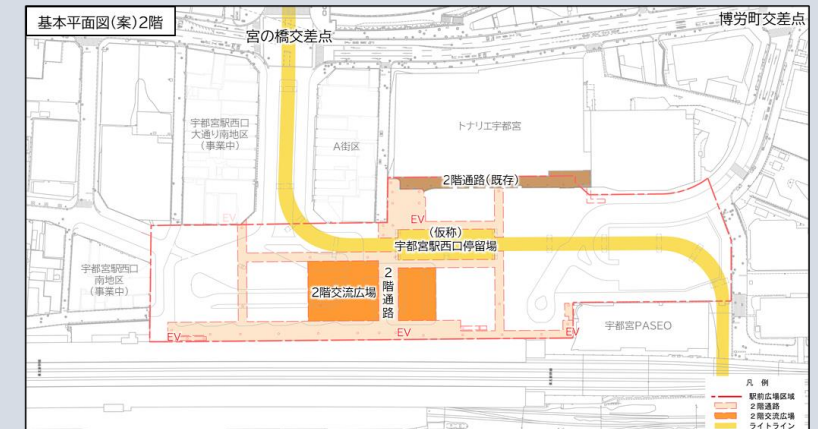 基本平面図(案)2階
宮の橋交差点
博労町交差点
宇都宮駅西口
大通り南地区
(事業中)
A街区
トナリエ宇都宮
2階通路(既存)
EV
EV
(仮称)
宇都宮駅西口停留場
宇都宮駅西口
南地区
(事業中)
2階交流広場
2階通路
EV
EV
EV
宇都宮PASEO
凡 例
駅前広場区域
2階通路
2階交流広場
ライトライン